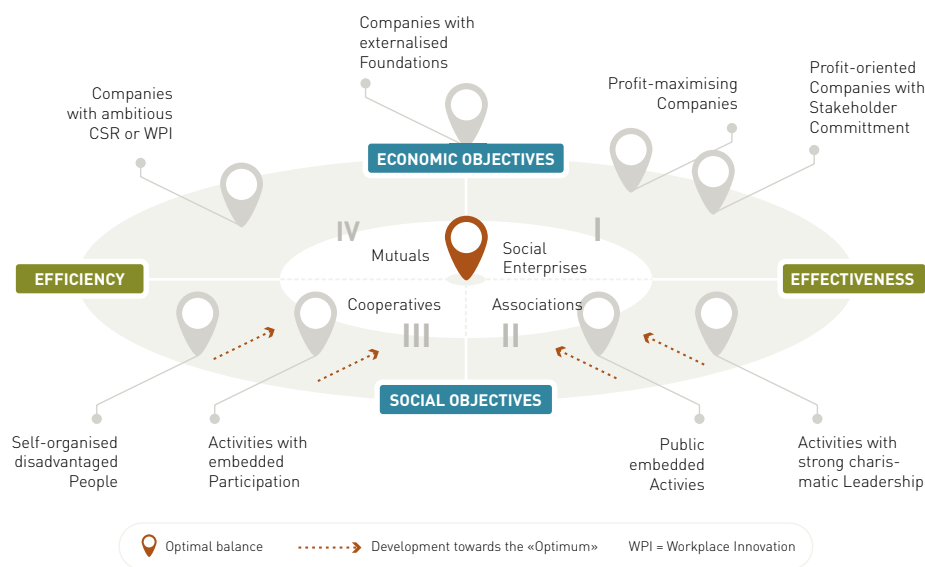 Companies with
externalised
Foundations
Profit-oriented
Companies with
Stakeholder
Committment
Profit-maximising
Companies
Companies
with ambitious
CSR or WPI
ECONOMIC OBJECTIVES
IV
I
Mutuals
Social
Enterprises
EFFICIENCY
EFFECTIVENESS
Cooperatives
Associations
III
II
SOCIAL OBJECTIVES
Self-organised
disadvantaged
People
Activities with
embedded
Participation
Public
embedded
Activies
Activities with
strong charis-
matic Leadership
Optimal balance
Development towards the «Optimum»
WPI = Workplace Innovation